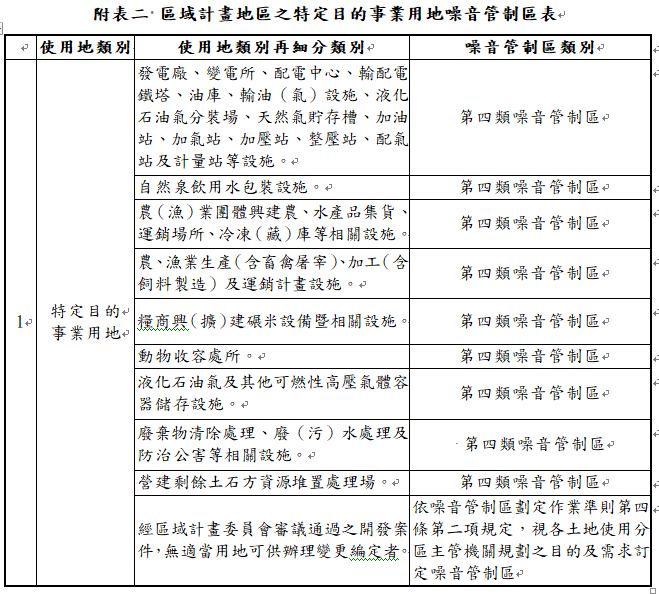 附表二、區域計畫地區之特定目的事業用地噪音管制區表
使用地類別
使用地類別再細分類別
噪音管制區類別
1
特定目的
事業用地
發電廠、變電所、配電中心、輸配電
鐵塔、油庫、輸油（氣）設施、液化
石油氣分裝場、天然氣貯存槽、加油
站、加氣站、加壓站、整壓站、配氣
站及計量站等設施。
第四類噪音管制區
自然泉飲用水包裝設施。
第四類噪音管制區
農(漁)業團體興建農、水產品集貨、
運銷場所、冷凍(藏)庫等相關設施。
第四類噪音管制區
農、漁業生產(含畜禽屠宰)、加工(含
飼料製造）及運銷計畫設施。
第四類噪音管制區
糧商興(擴)建碾米設備暨相關設施。
第四類噪音管制區
動物收容處所。
第四類噪音管制區
液化石油氣及其他可燃性高壓氣體容
器儲存設施。
第四類噪音管制區
廢棄物清除處理、廢（污）水處理及
防治公害等相關設施。
第四類噪音管制區
營建剩餘土石方資源堆置處理場。
第四類噪音管制區
經區域計畫委員會審議通過之開發案
件，無適當用地可供辦理變更編定者。
依噪音管制區劃定作業準則第四
條第二項規定，視各土地使用分
區主管機關規劃之目的及需求訂
定噪音管制區